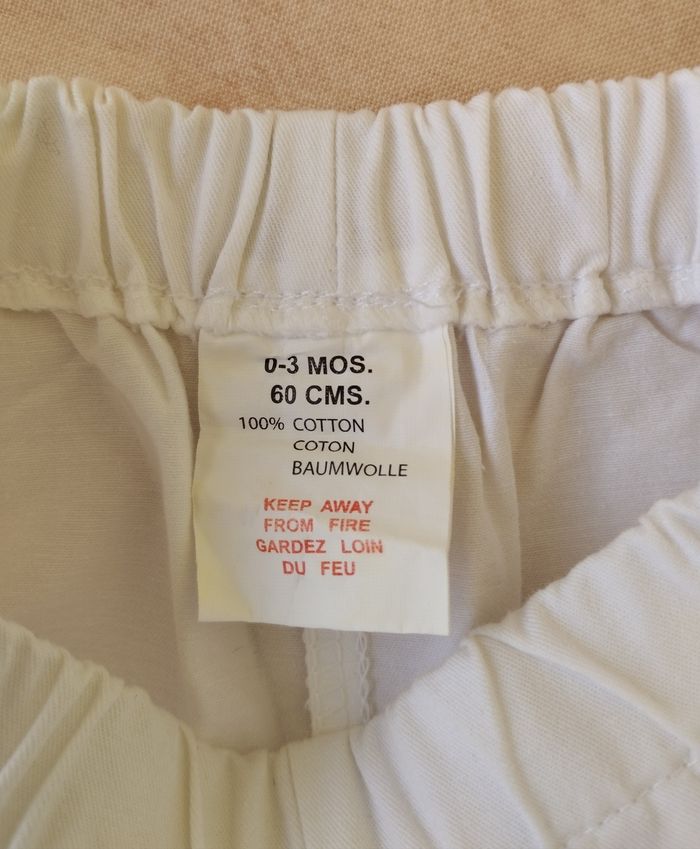 0-3 MOS.
60 CMS.
100% COTTON
COTON
BAUMWOLLE
KEEP AWAY
FROM FIRE
GARDEZ LOIN
DU FEU